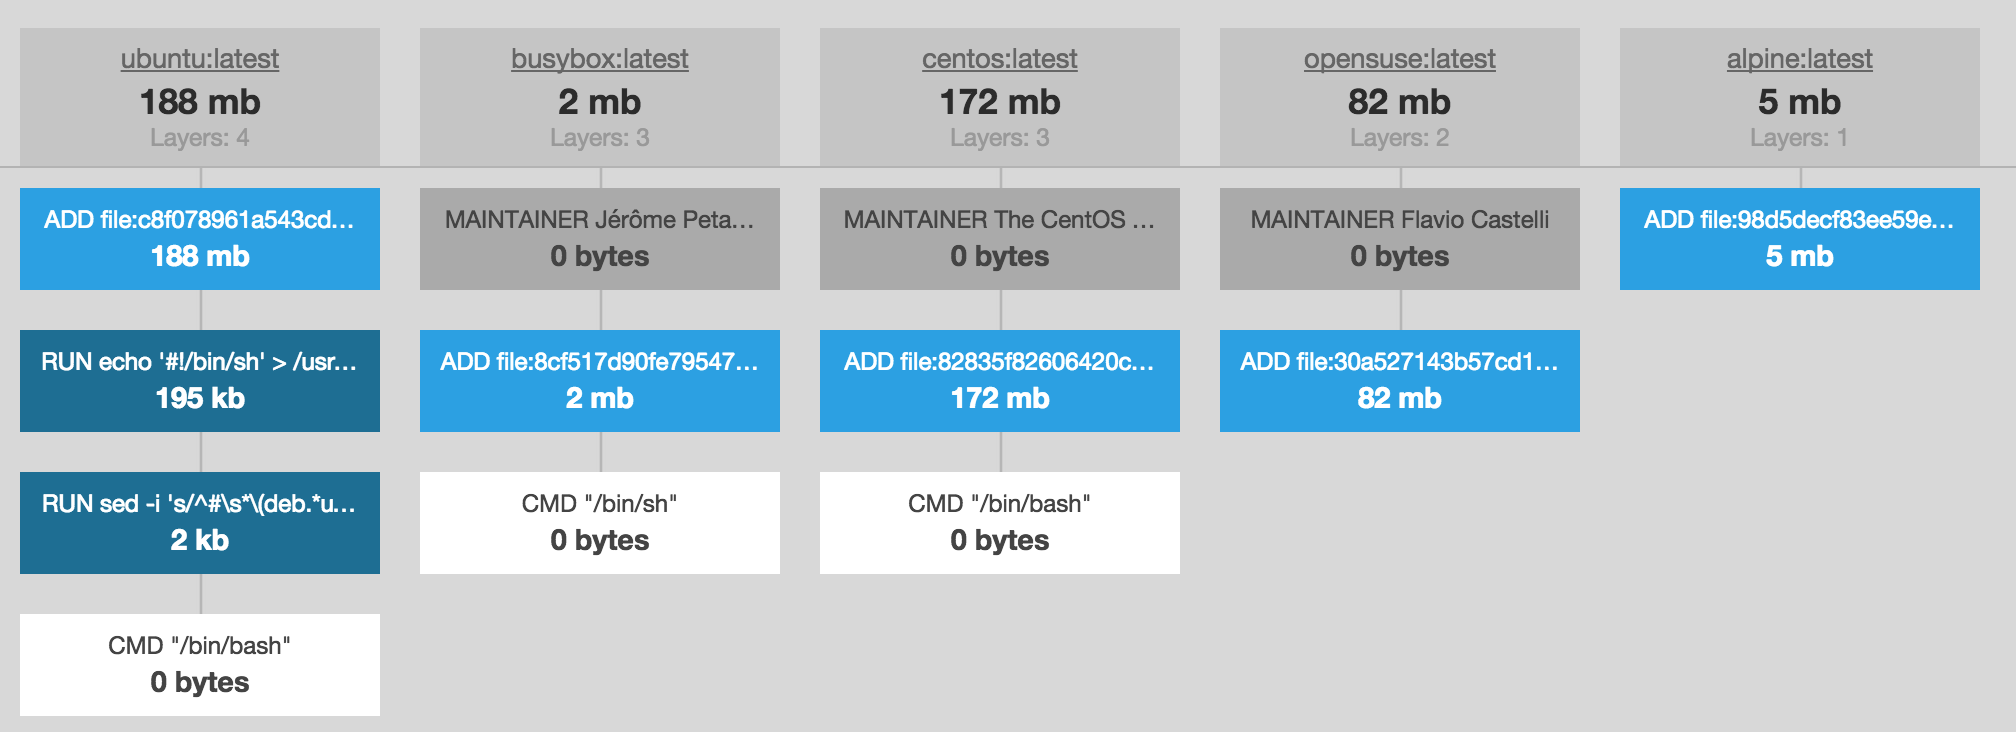 ubuntu:latest
188 mb
Layers: 4
ADD file:c8f078961a543cd...
188 mb
RUN echo '#!/bin/sh' > /usr...
195 kb
RUN sed -i 's/^#\s*\(deb.*u...
2 kb
CMD "/bin/bash"
0 bytes
busybox:latest
2 mb
Layers: 3
MAINTAINER Jérôme Peta...
0 bytes
ADD file:8cf517d90fe79547...
2 mb
CMD "/bin/sh"
0 bytes
centos:latest
172 mb
Layers: 3
MAINTAINER The CentOS ...
0 bytes
ADD file:82835f82606420c...
172 mb
CMD "/bin/bash"
0 bytes
opensuse:latest
82 mb
Layers: 2
MAINTAINER Flavio Castelli
0 bytes
ADD file:30a527143b57cd1...
82 mb
alpine:latest
5 mb
Layers: 1
ADD file:98d5decf83ee59e...
5 mb